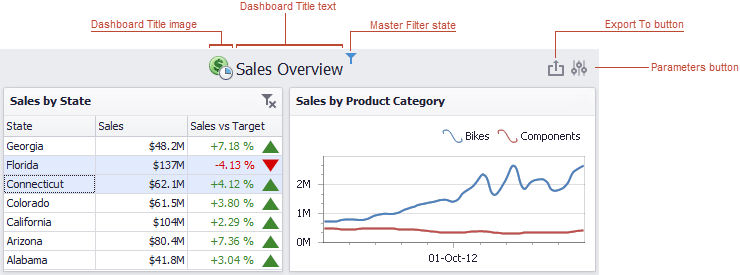 Dashboard Title text
Dashboard Title image
Master Filter state
Export To button
Sales Overview
Parameters button
Sales by State
Sales by Product Category
State Sales Sales vs Target
Bikes Components
Georgia $48.2M +7.18 %
Florida $137M -4.13 %
Connecticut $62.1M +4.12 %
Colorado $61.5M +3.80 %
California $104M +2.29 %
Arizona $80.4M +7.36 %
Alabama $41.8M +3.04 %
2M
1M
0M
01-Oct-12